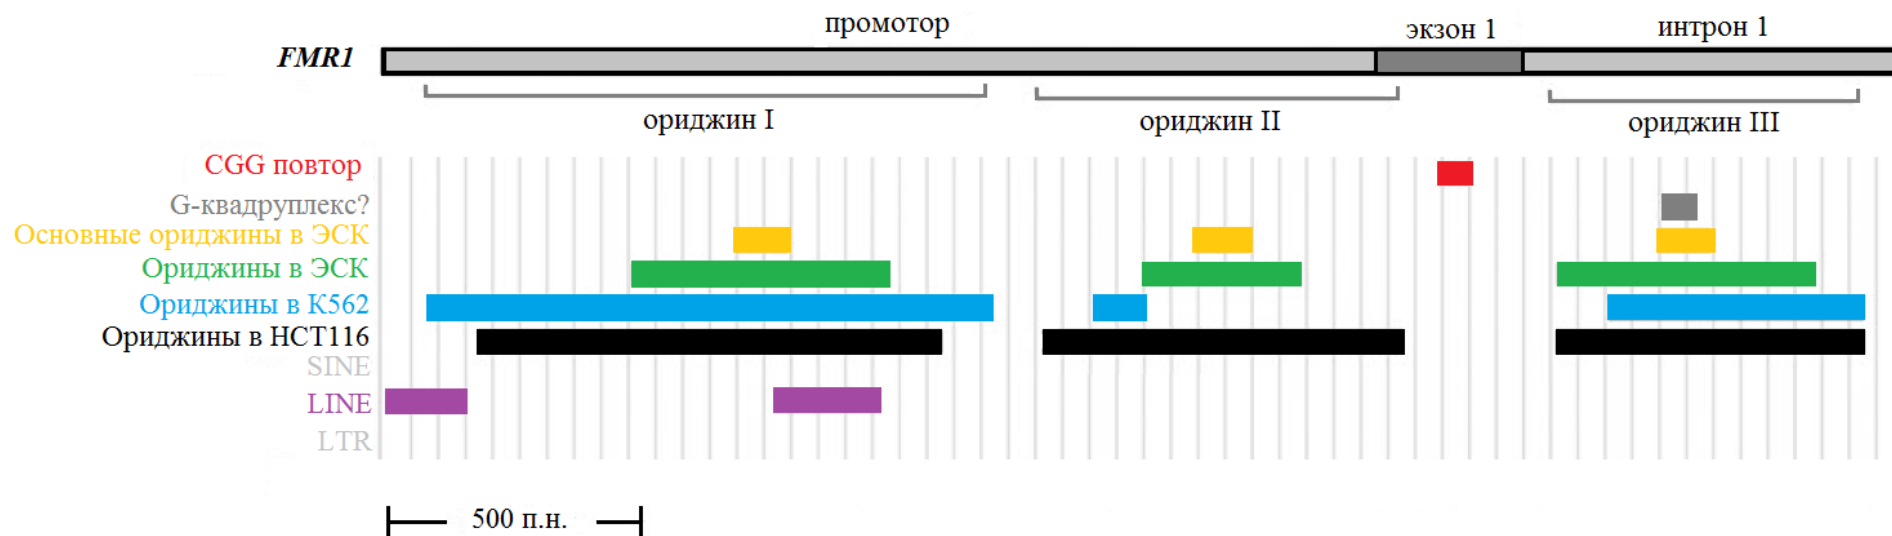 промотор
экзон 1
интрон 1
FMR1
ориджин I
ориджин II
ориджин III
CGG повтор
G-квадруплекс?
Основные ориджины в ЭСК
Ориджины в ЭСК
Ориджины в K562
Ориджины в HCT116
SINE
LINE
LTR
500 п.н.